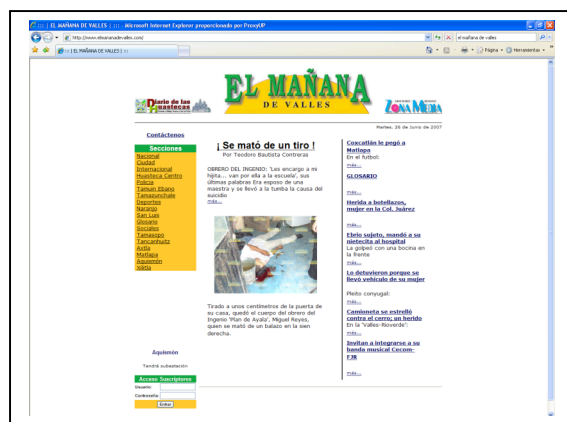 ::: | EL MAÑANA DE VALLES | ::: - Microsoft Internet Explorer proporcionado por ProxyUP
http://www.elmananadevalles.com/
el mañana de valles
::: | EL MAÑANA DE VALLES | :::
Página
Herramientas
Diario de las
Huastecas
EL MAÑANA
DE VALLES
ZONA MEDIA
Martes, 26 de Junio de 2007
Contáctenos
Secciones
Nacional
Ciudad
Internacional
Huasteca Centro
Policía
Tamuin Ebano
Tamazunchale
Deportes
Naranjo
San Luis
Glosario
Sociales
Tamasopo
Tancanhuitz
Axtla
Matlapa
Aquismón
Xilitla
Aquismón
Tendrá subastación
Acceso Suscriptores
Usuario:
Contraseña:
Entrar
¡ Se mató de un tiro !
Por Teodoro Bautista Contreras
OBRERO DEL INGENIO: 'Les encargo a mi
hijita... van por ella a la escuela', sus
últimas palabras Era esposo de una
maestra y se llevó a la tumba la causa del
suicidio
más...
Tirado a unos centímetros de la puerta de
su casa, quedó el cuerpo del obrero del
Ingenio 'Plan de Ayala', Miguel Reyes,
quien se mató de un balazo en la sien
derecha.
Coxcatlán le pegó a
Matlapa
En el futbol:
más...
GLOSARIO
más...
Herida a botellazos,
mujer en la Col. Juárez
más...
Ebrio sujeto, mandó a su
nietecita al hospital
La golpeó con una bocina en
la frente
más...
Lo detuvieron porque se
llevó vehículo de su mujer
Pleito conyugal:
más...
Camioneta se estrelló
contra el cerro; un herido
En la 'Valles-Rioverde':
más...
Invitan a integrarse a su
banda musical Cecom-
FJR
más...